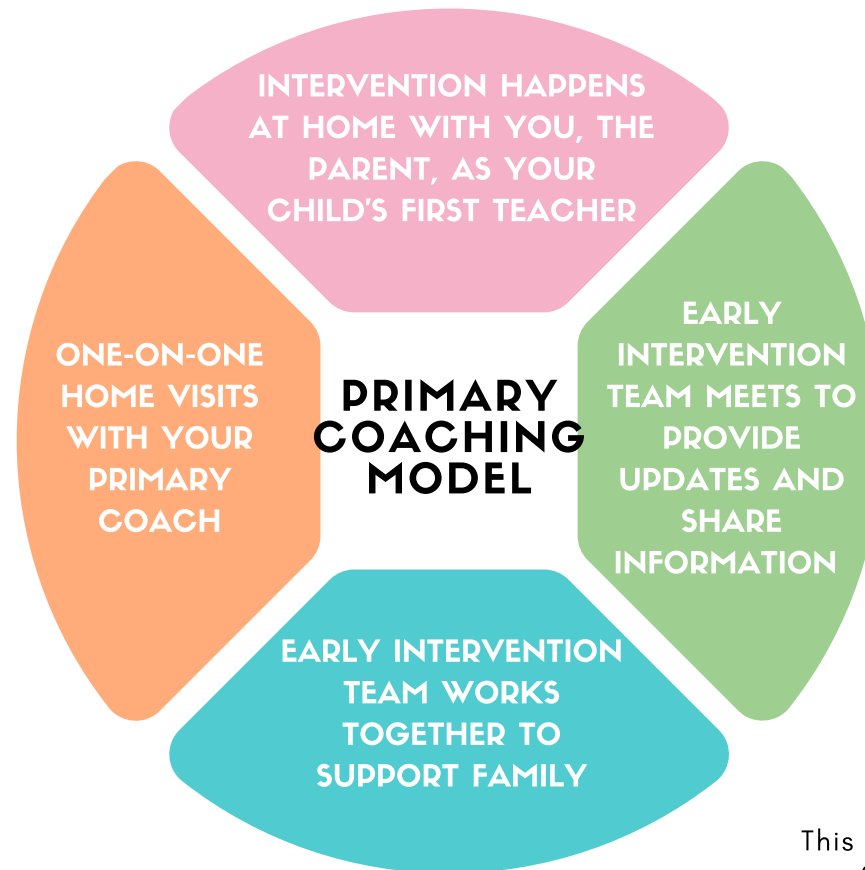 INTERVENTION HAPPENS
AT HOME WITH YOU, THE
PARENT, AS YOUR
CHILD'S FIRST TEACHER
ONE-ON-ONE
HOME VISITS
WITH YOUR
PRIMARY
COACH
PRIMARY
COACHING
MODEL
EARLY
INTERVENTION
TEAM MEETS TO
PROVIDE
UPDATES AND
SHARE
INFORMATION
EARLY INTERVENTION
TEAM WORKS
TOGETHER TO
SUPPORT FAMILY
This